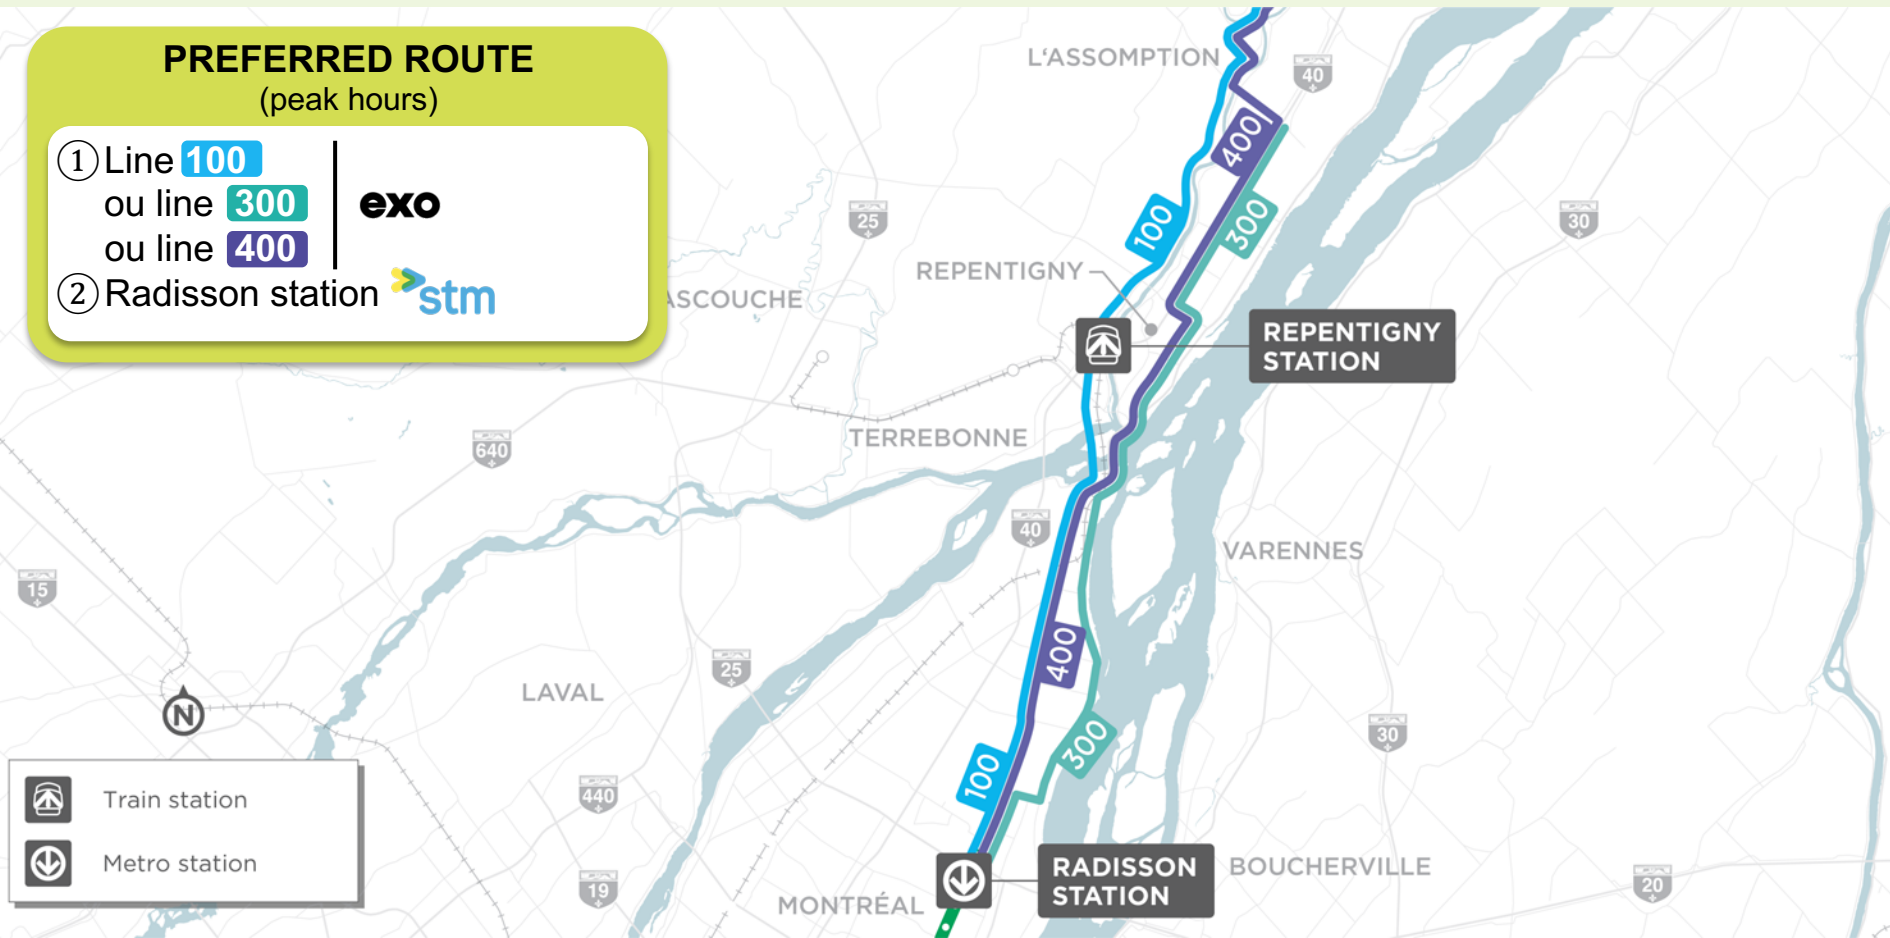 PREFERRED ROUTE
(peak hours)
① Line 100
ou line 300
ou line 400
exo
② Radisson station stm
L'ASSOMPTION
40
400
100
300
25
30
REPENTIGNY
ASCOUCHE
REPENTIGNY
STATION
TERREBONNE
640
40
VARENNES
15
400
25
LAVAL
N
300
30
100
440
Train station
Metro station
19
MONTRÉAL
RADISSON
STATION
BOUCHERVILLE
20